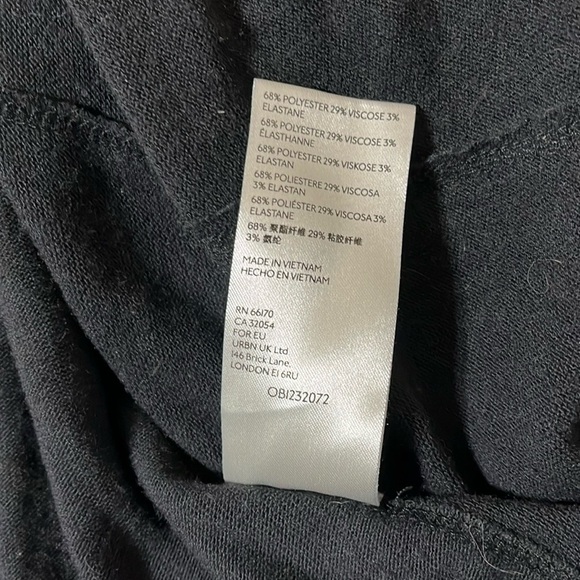 68% POLYESTER 29% VISCOSE 3%
ELASTANE
68% POLYESTER 29% VISCOSE 3%
ÉLASTHANNE
68% POLYESTER 29% VISKOSE 3%
ELASTAN
68% POLIESTERE 29% VISCOSA
3% ELASTAN
68% POLIÉSTER 29% VISCOSA 3%
ELASTANE
68% 聚酯纤维 29% 粘胶纤维
3% 氨纶
MADE IN VIETNAM
HECHO EN VIETNAM
RN 66170
CA 32054
FOR EU
URBN UK Ltd
146 Brick Lane,
LONDON E1 6RU
OB1232072